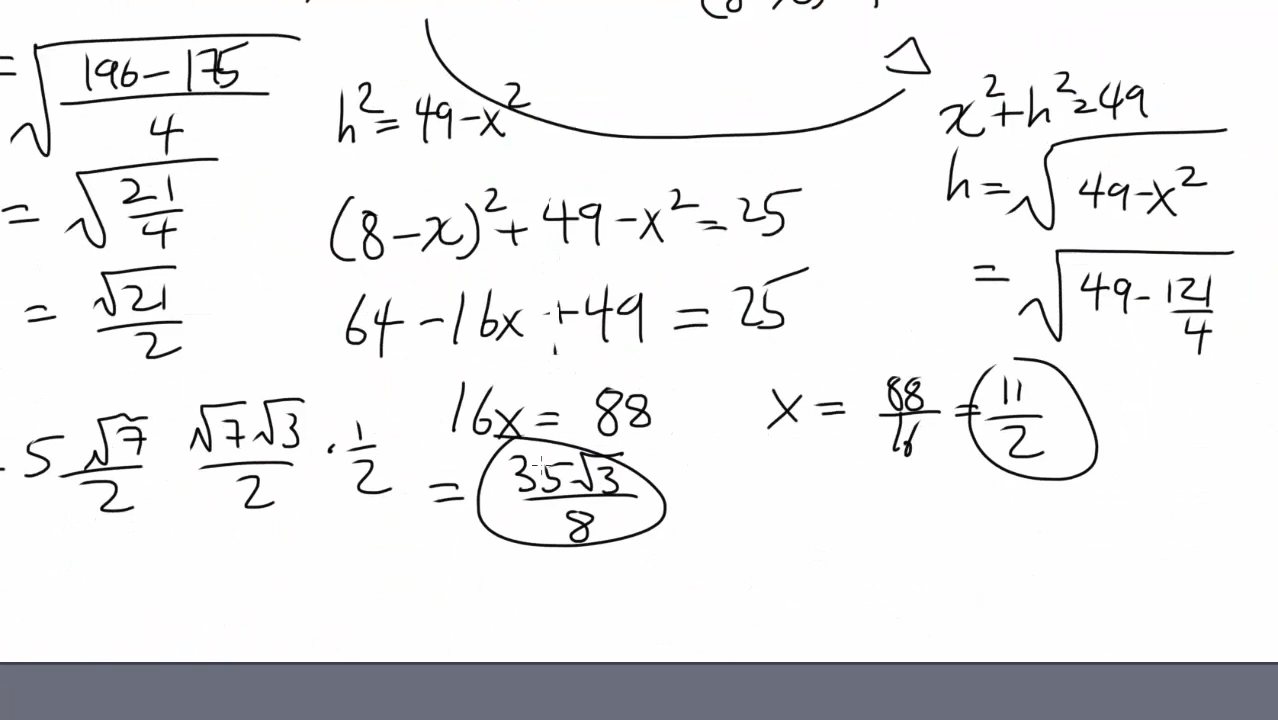 (8-x)²
= √((196-175)/4)
= √(21/4)
= √21/2
h² = 49-x²
(8-x)² + 49 - x² = 25
64 - 16x + 49 = 25
16x = 88
x = 88/16 = 11/2
x² + h² = 49
h = √(49-x²)
= √(49 - 121/4)
5 √7/2 √7√3/2 · 1/2 = 35√3/8